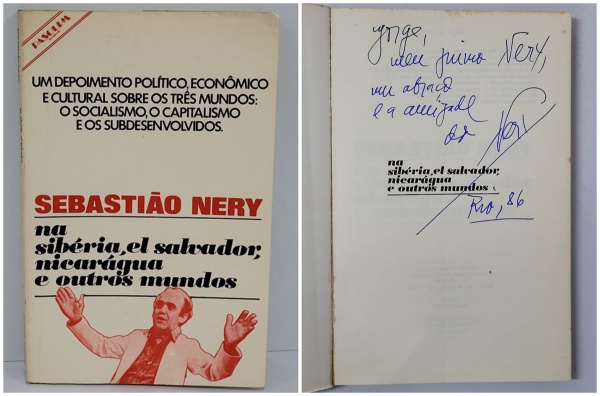 PASQUIM
UM DEPOIMENTO POLÍTICO, ECONÔMICO
E CULTURAL SOBRE OS TRÊS MUNDOS:
O SOCIALISMO, O CAPITALISMO
E OS SUBDESENVOLVIDOS.
SEBASTIÃO NERY
na
sibéria, el salvador,
nicarágua
e outros mundos
Jorge,
meu primo Nery,
um abraço
e a amizade
do Nery
na
sibéria, el salvador,
nicarágua
e outros mundos
Rio, 86